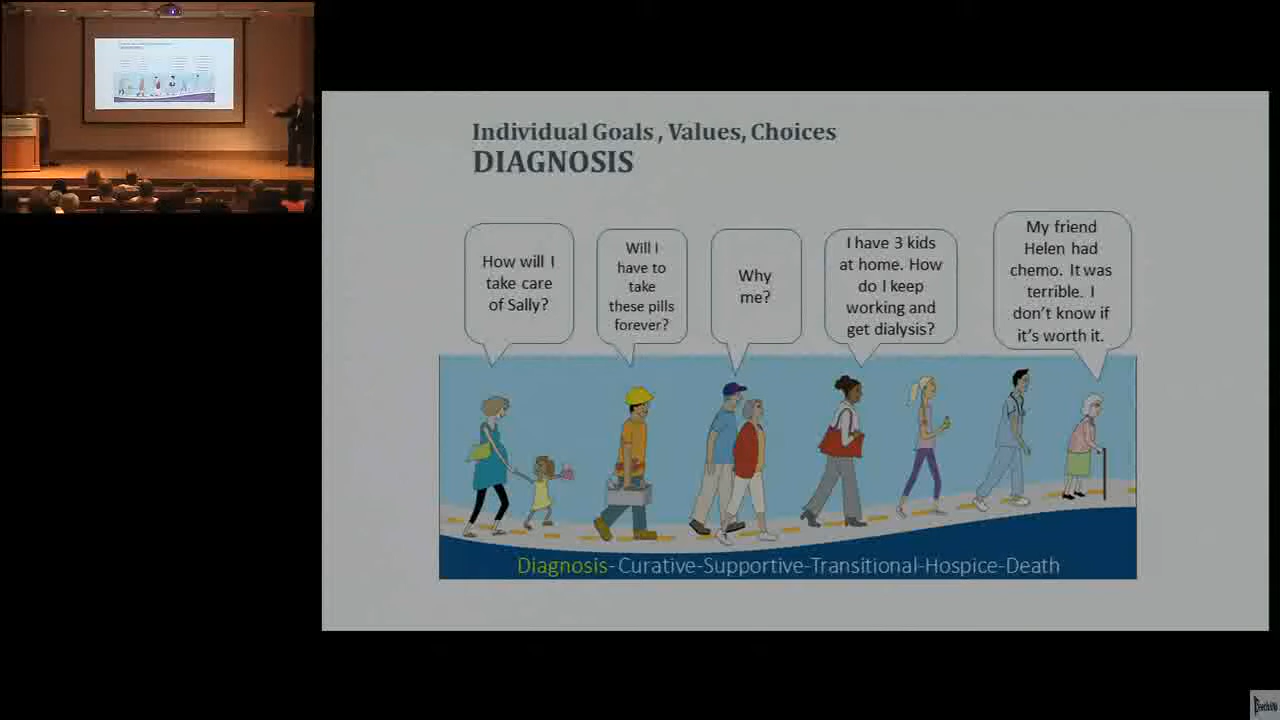 Individual Goals , Values, Choices
DIAGNOSIS
How will I
take care
of Sally?
Will I
have to
take
these pills
forever?
Why
me?
I have 3 kids
at home. How
do I keep
working and
get dialysis?
My friend
Helen had
chemo. It was
terrible. I
don't know if
it's worth it.
Diagnosis-Curative-Supportive-Transitional-Hospice-Death